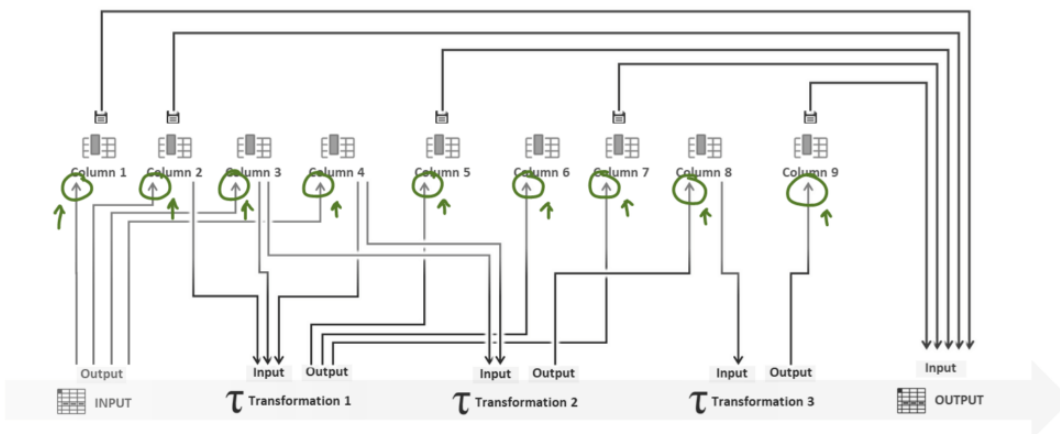 Column 1 Column 2 Column 3 Column 4 Column 5 Column 6 Column 7 Column 8 Column 9
Output Input Output Input Output Input Output Input
INPUT τ Transformation 1 τ Transformation 2 τ Transformation 3 OUTPUT